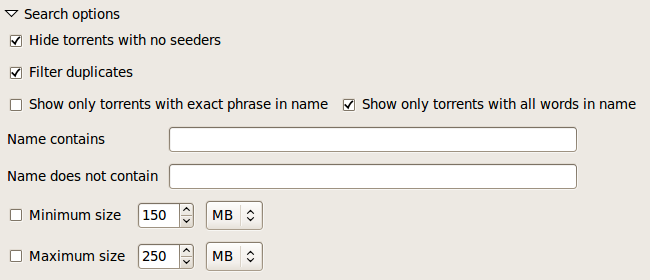 Search options
Hide torrents with no seeders
Filter duplicates
Show only torrents with exact phrase in name Show only torrents with all words in name
Name contains
Name does not contain
Minimum size 150 MB
Maximum size 250 MB